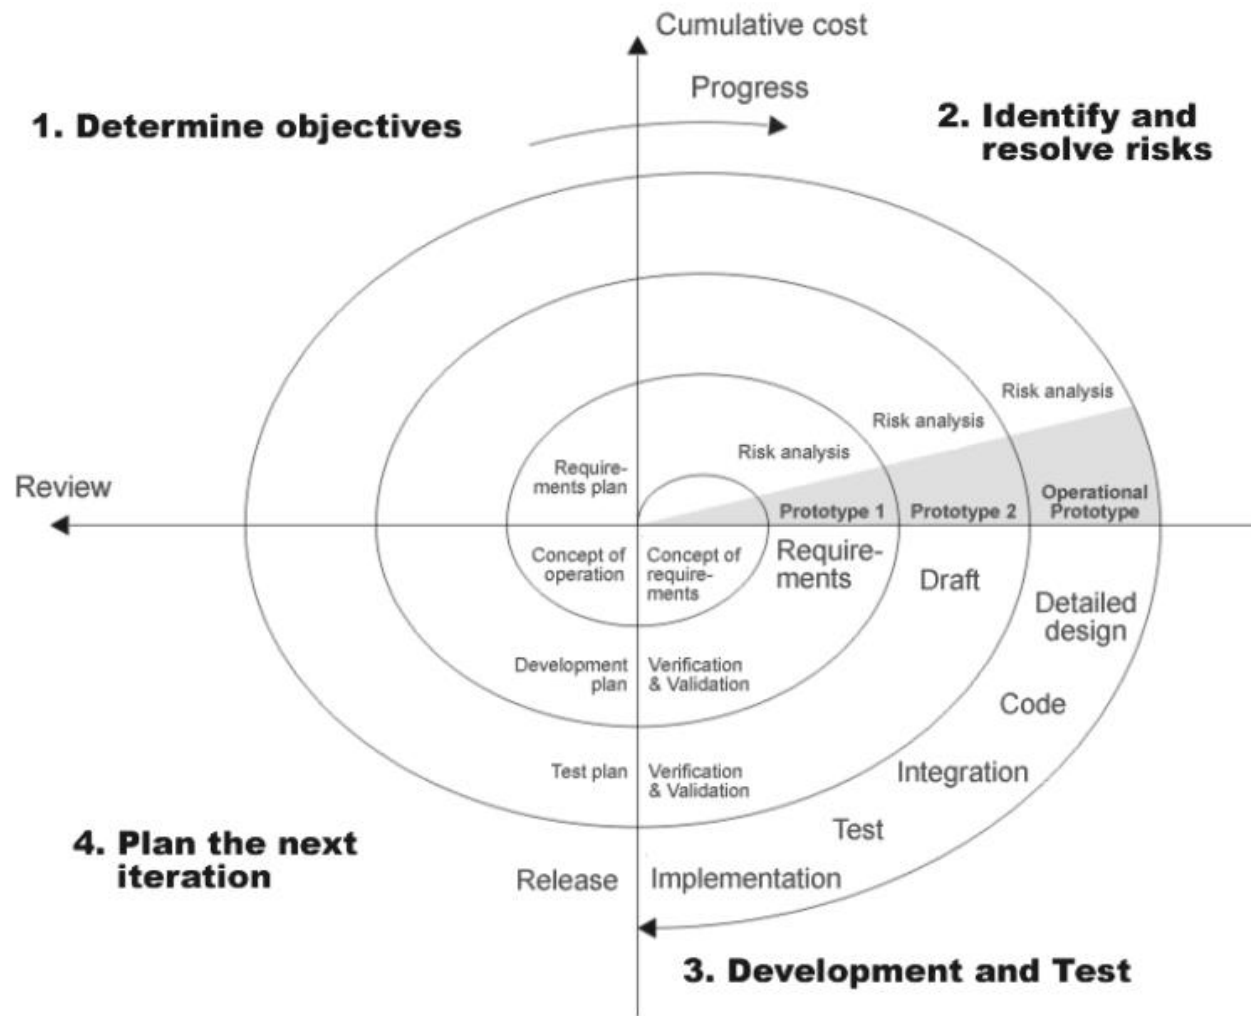 Cumulative cost
Progress
1. Determine objectives
2. Identify and
resolve risks
Risk analysis
Risk analysis
Risk analysis
Require-
ments plan
Review
Prototype 1
Prototype 2
Operational
Prototype
Concept of
operation
Concept of
require-
ments
Require-
ments
Draft
Detailed
design
Development
plan
Verification
& Validation
Code
Test plan
Verification
& Validation
Integration
Test
4. Plan the next
iteration
Release
Implementation
3. Development and Test